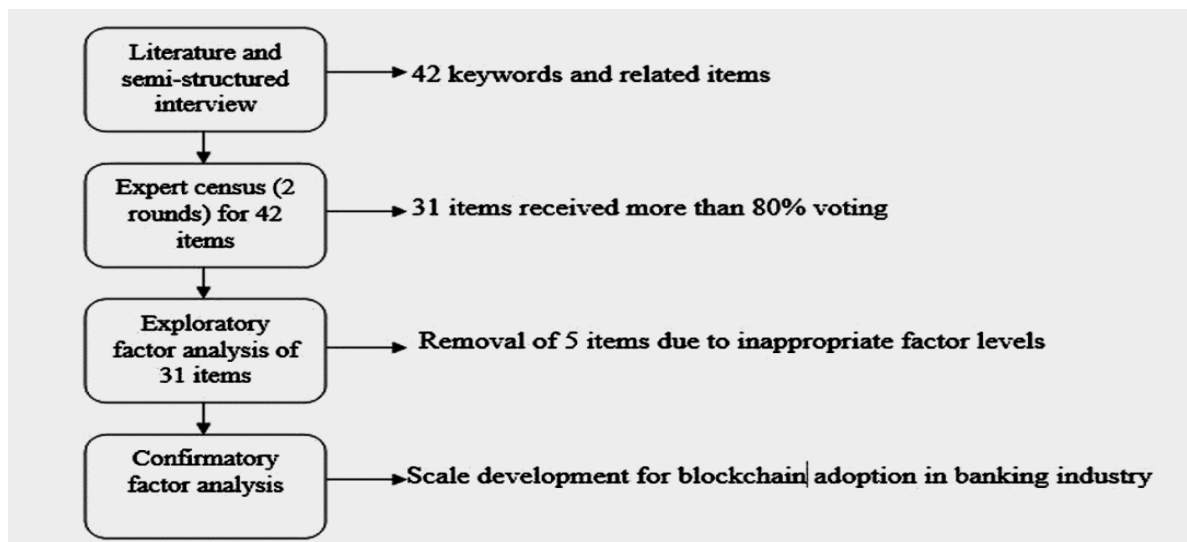 Literature and
semi-structured
interview
42 keywords and related items
Expert census (2
rounds) for 42
items
31 items received more than 80% voting
Exploratory
factor analysis of
31 items
Removal of 5 items due to inappropriate factor levels
Confirmatory
factor analysis
Scale development for blockchain adoption in banking industry